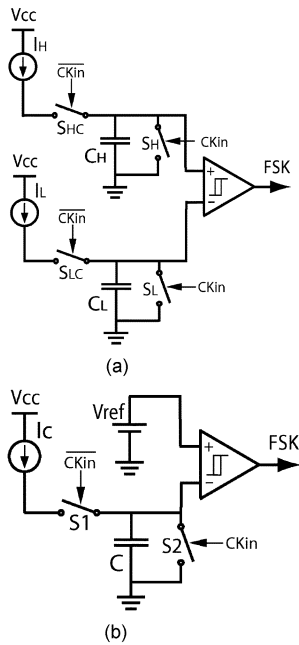 Vcc
IH
CKin
SHC
CH
SH
CKin
+
−
FSK
Vcc
IL
CKin
SLC
CL
SL
CKin
(a)
Vcc
Ic
CKin
S1
Vref
+
−
FSK
C
S2
CKin
(b)